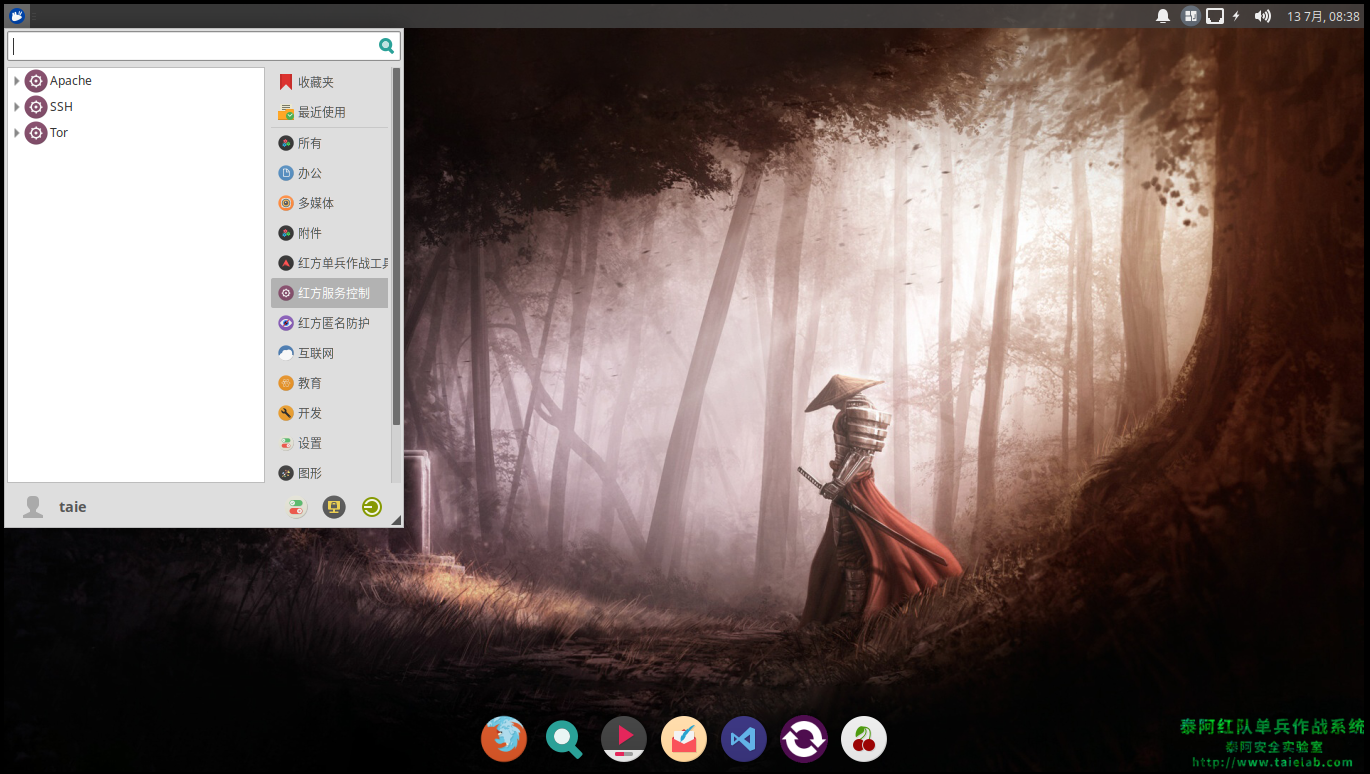 13 7月, 08:38
Apache
SSH
Tor
收藏夹
最近使用
所有
办公
多媒体
附件
红方单兵作战工具
红方服务控制
红方匿名防护
互联网
教育
开发
设置
图形
taie
泰阿红队单兵作战系统
泰阿安全实验室
http://www.taielab.com